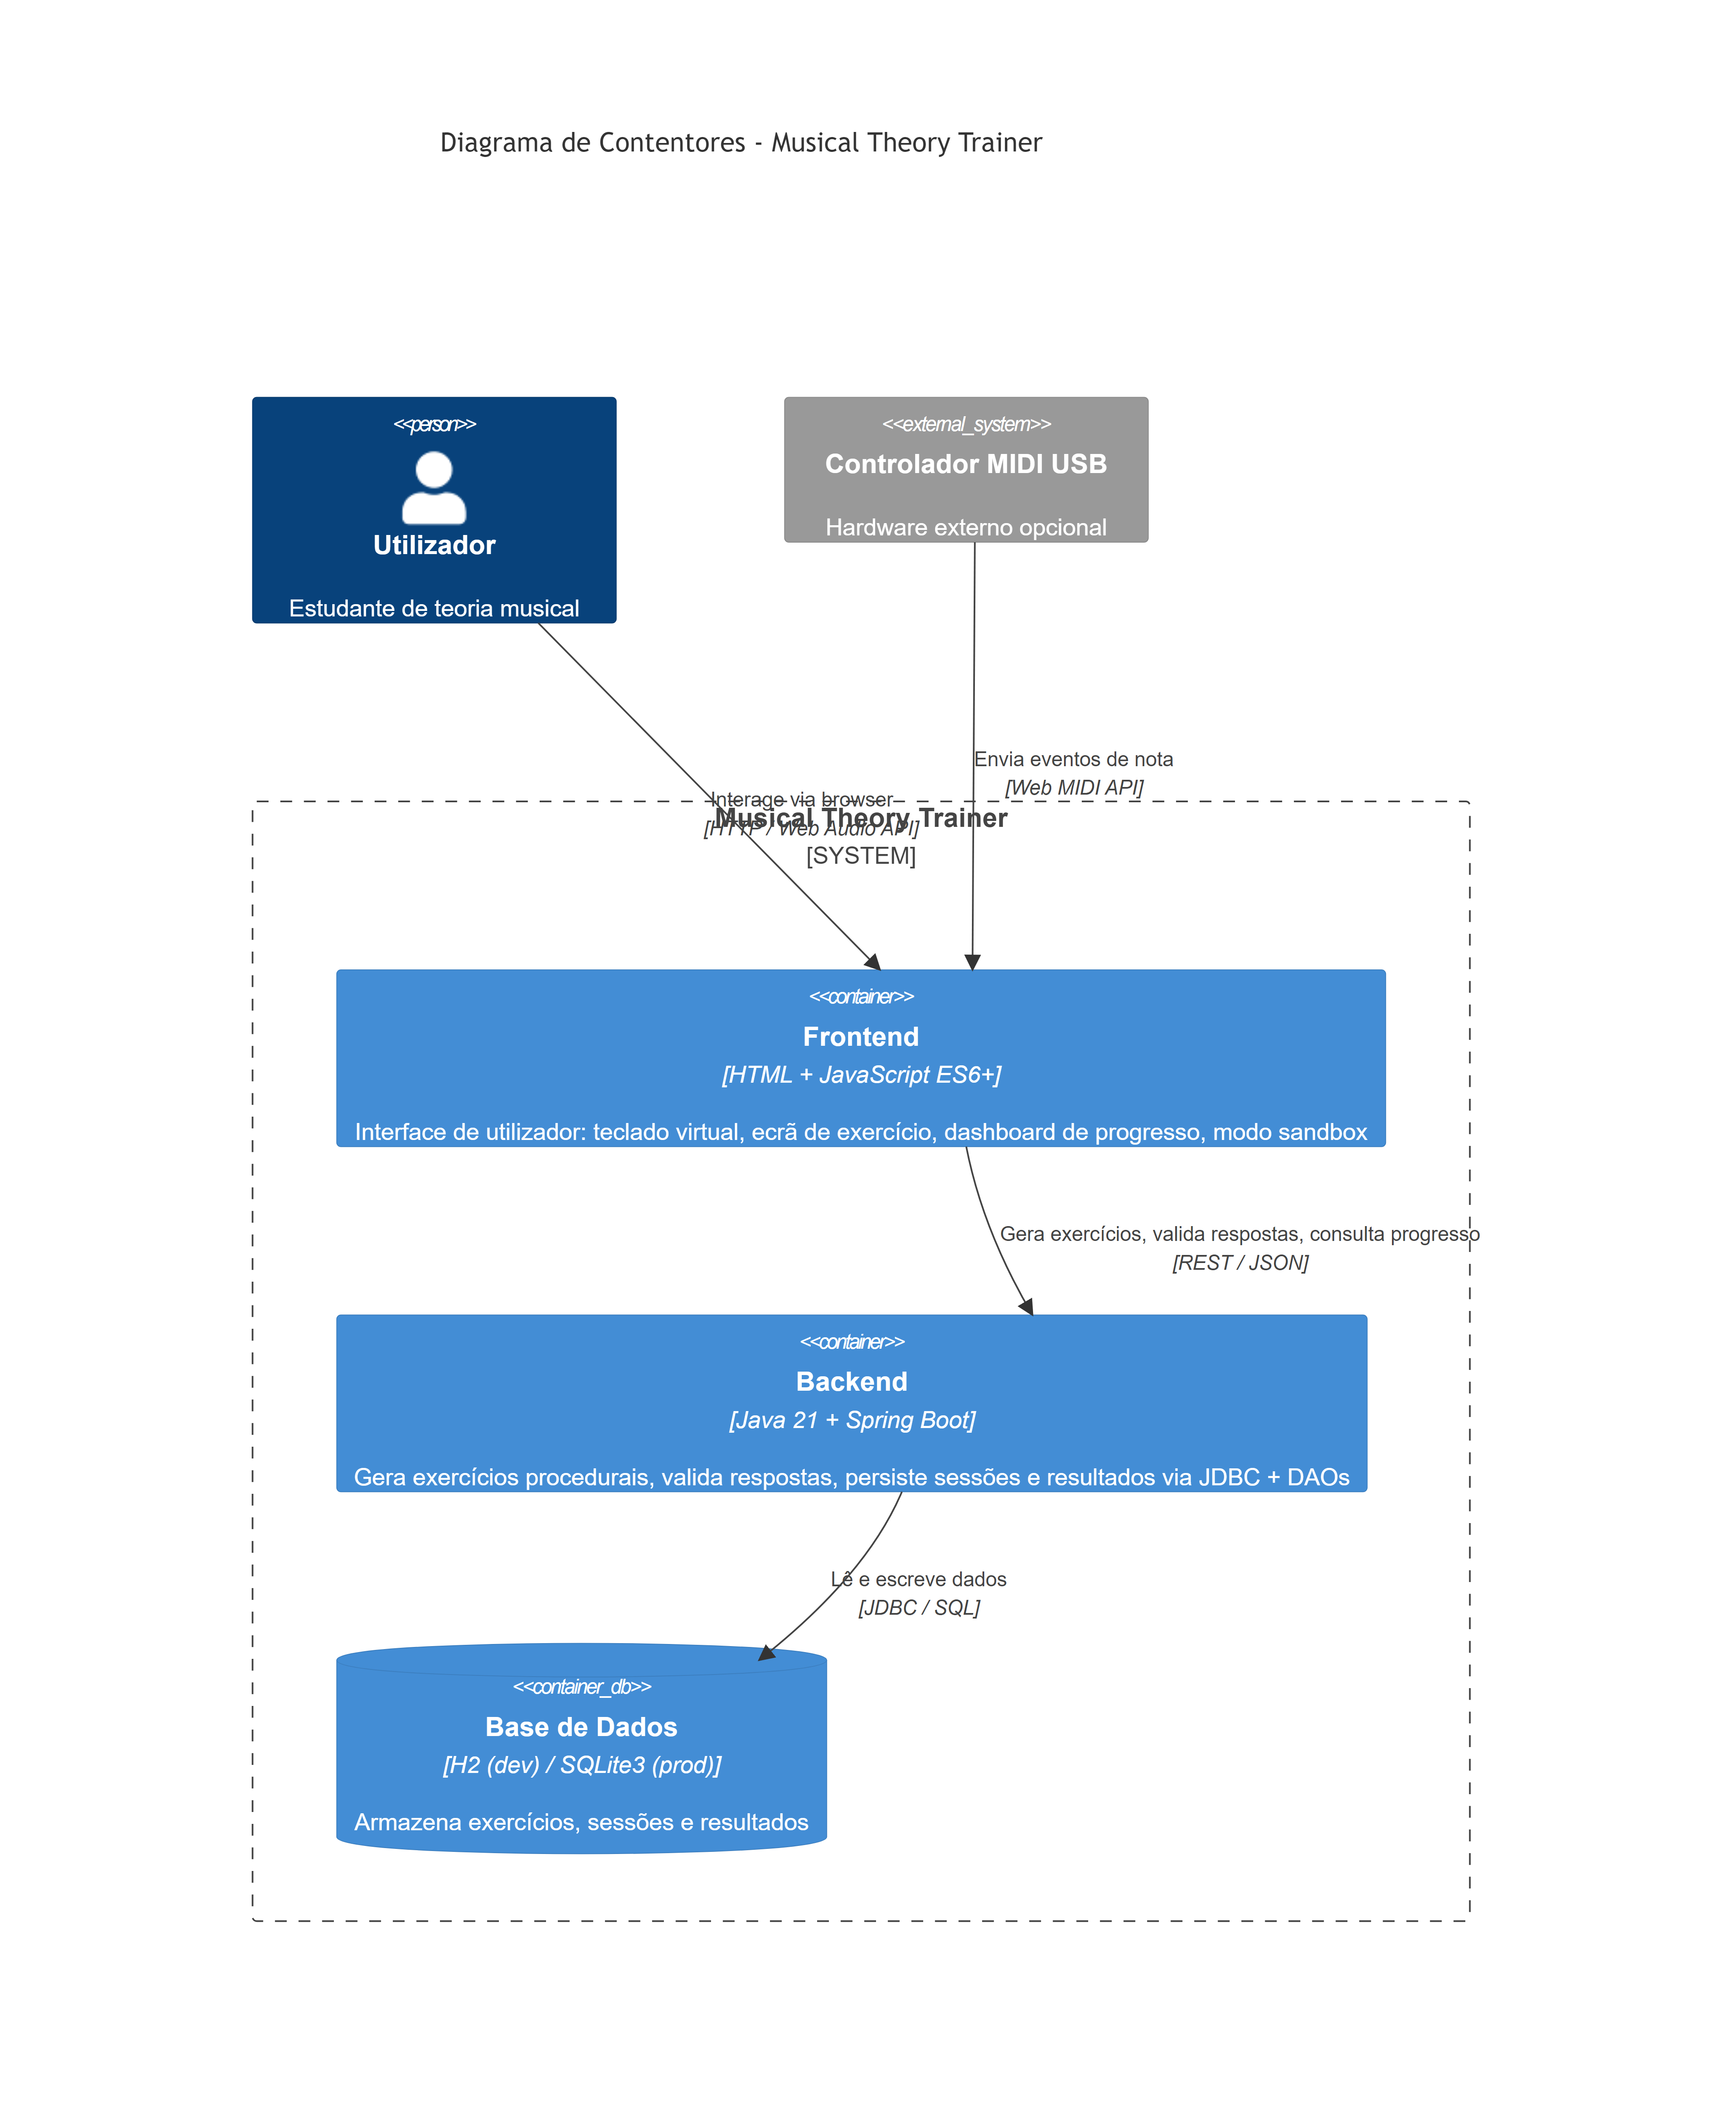 Diagrama de Contentores - Musical Theory Trainer
<<person>>
Utilizador
Estudante de teoria musical
<<external_system>>
Controlador MIDI USB
Hardware externo opcional
Envia eventos de nota
[Web MIDI API]
Interage via browser
[HTTP / Web Audio API]
Musical Theory Trainer
[SYSTEM]
<<container>>
Frontend
[HTML + JavaScript ES6+]
Interface de utilizador: teclado virtual, ecrã de exercício, dashboard de progresso, modo sandbox
Gera exercícios, valida respostas, consulta progresso
[REST / JSON]
<<container>>
Backend
[Java 21 + Spring Boot]
Gera exercícios procedurais, valida respostas, persiste sessões e resultados via JDBC + DAOs
Lê e escreve dados
[JDBC / SQL]
<<container_db>>
Base de Dados
[H2 (dev) / SQLite3 (prod)]
Armazena exercícios, sessões e resultados